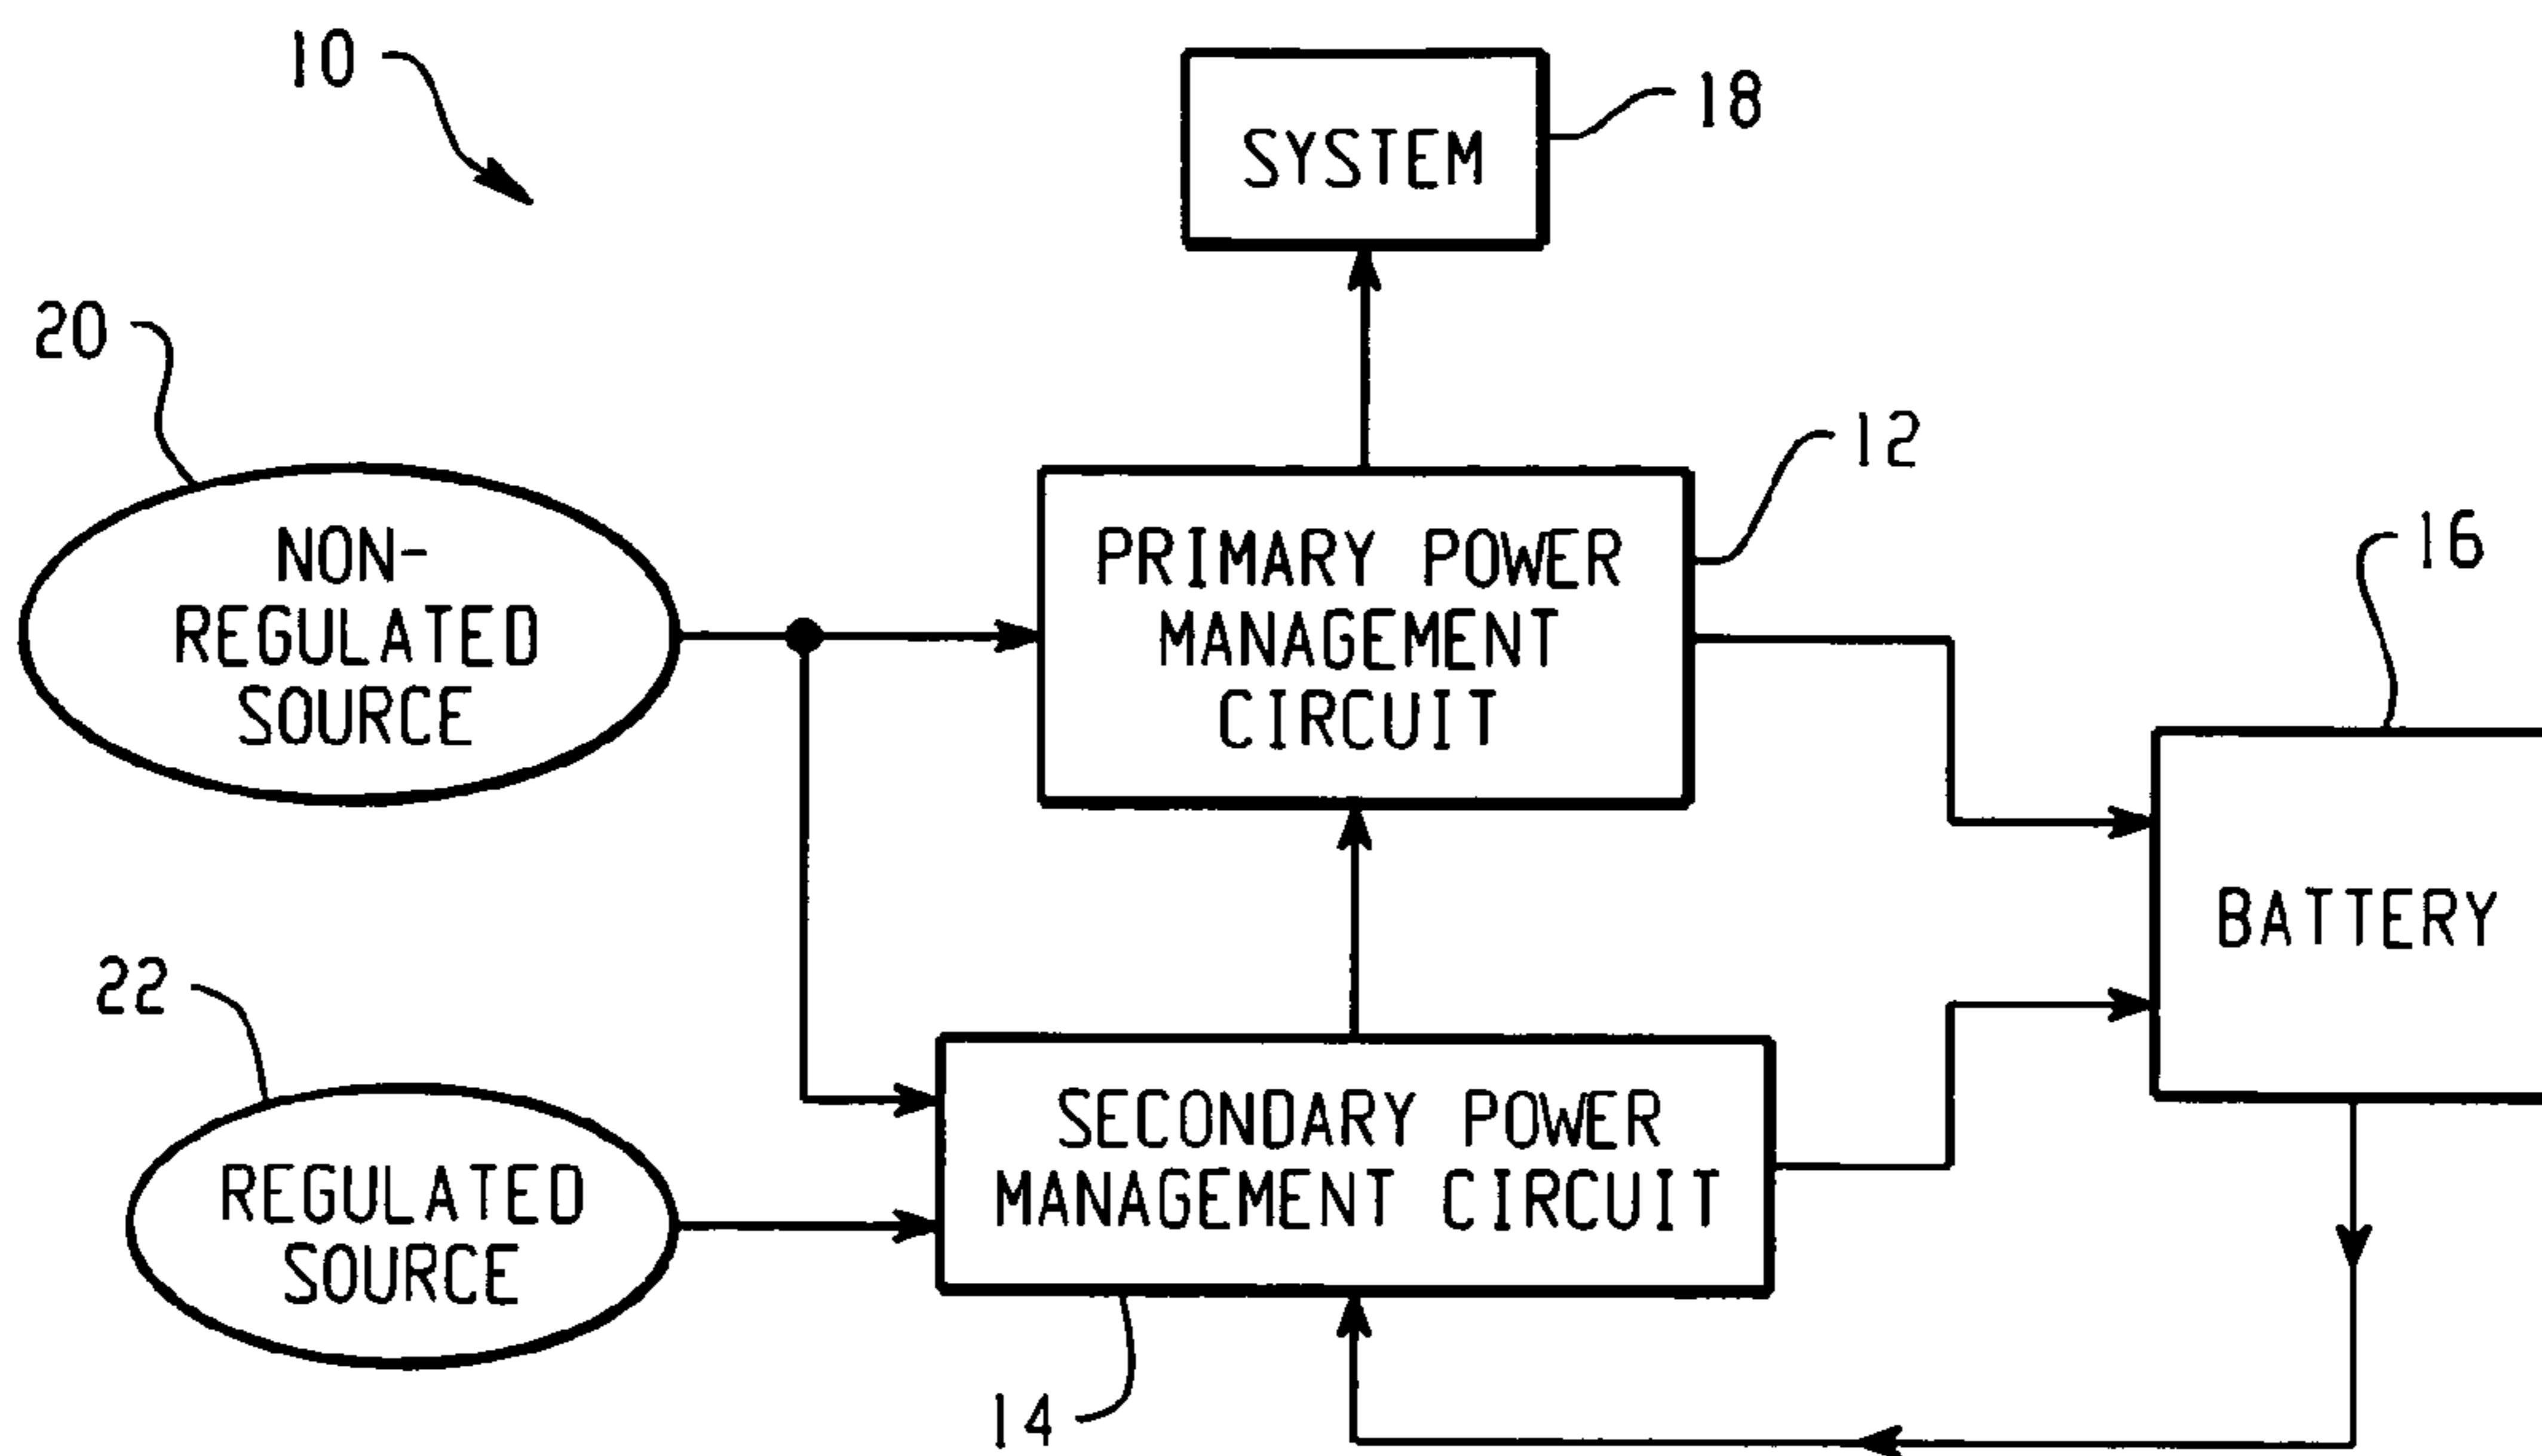 10
SYSTEM
18
20
NON-
REGULATED
SOURCE
PRIMARY POWER
MANAGEMENT
CIRCUIT
12
16
BATTERY
22
REGULATED
SOURCE
SECONDARY POWER
MANAGEMENT CIRCUIT
14